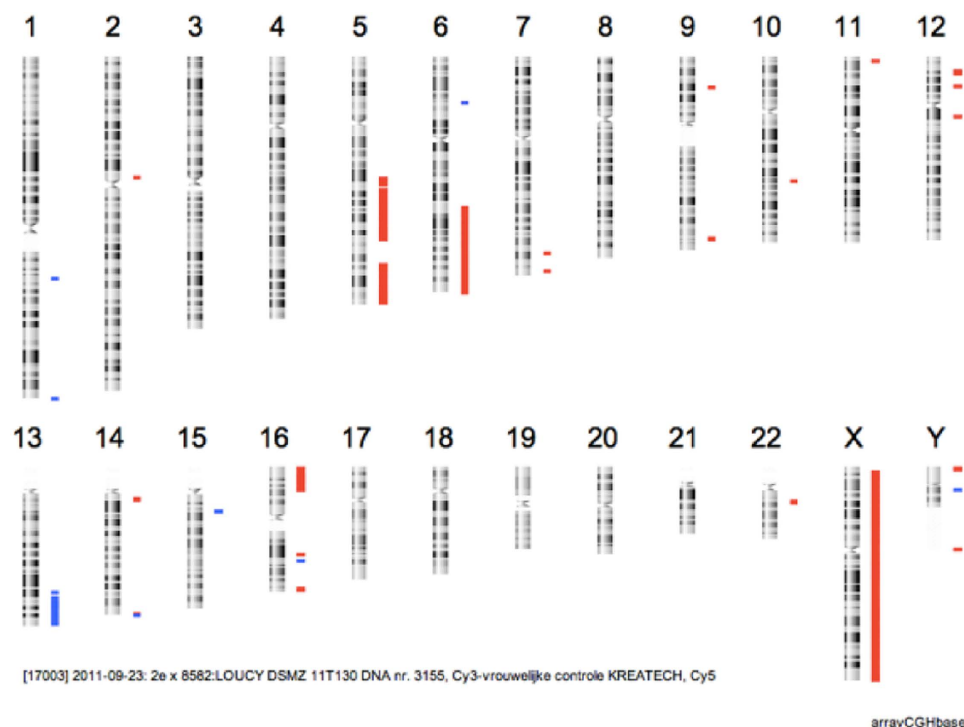 1 2 3 4 5 6 7 8 9 10 11 12
13 14 15 16 17 18 19 20 21 22 X Y
[17003] 2011-09-23: 2e x 8582:LOUCY DSMZ 11T130 DNA nr. 3155, Cy3-vrouwelijke controle KREATECH, Cy5
arrayCGHbase